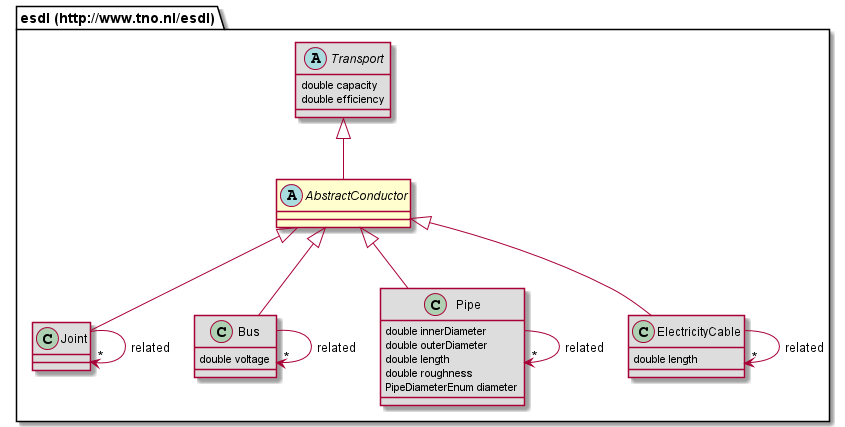 esdl (http://www.tno.nl/esdl)
A Transport
double capacity
double efficiency
A AbstractConductor
C Joint
* related
C Bus
double voltage
* related
C Pipe
double innerDiameter
double outerDiameter
double length
double roughness
PipeDiameterEnum diameter
* related
C ElectricityCable
double length
* related